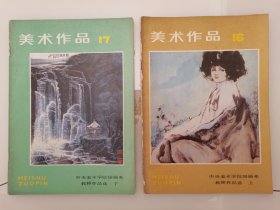 美术作品 17
MEISHU
ZUOPIN
中央美术学院国画系
教师作品选 下
美术作品 16
MEISHU
ZUOPIN
中央美术学院国画系
教师作品选 上